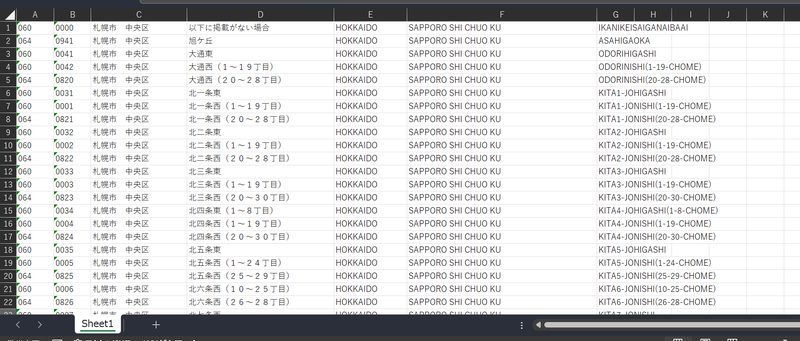 A B C D E F G H I J K
1 060 0000 札幌市　中央区 以下に掲載がない場合 HOKKAIDO SAPPORO SHI CHUO KU IKANIKEISAIGANAIBAAI
2 064 0941 札幌市　中央区 旭ケ丘 HOKKAIDO SAPPORO SHI CHUO KU ASAHIGAOKA
3 060 0041 札幌市　中央区 大通東 HOKKAIDO SAPPORO SHI CHUO KU ODORIHIGASHI
4 060 0042 札幌市　中央区 大通西（１～１９丁目） HOKKAIDO SAPPORO SHI CHUO KU ODORINISHI(1-19-CHOME)
5 064 0820 札幌市　中央区 大通西（２０～２８丁目） HOKKAIDO SAPPORO SHI CHUO KU ODORINISHI(20-28-CHOME)
6 060 0031 札幌市　中央区 北一条東 HOKKAIDO SAPPORO SHI CHUO KU KITA1-JOHIGASHI
7 060 0001 札幌市　中央区 北一条西（１～１９丁目） HOKKAIDO SAPPORO SHI CHUO KU KITA1-JONISHI(1-19-CHOME)
8 064 0821 札幌市　中央区 北一条西（２０～２８丁目） HOKKAIDO SAPPORO SHI CHUO KU KITA1-JONISHI(20-28-CHOME)
9 060 0032 札幌市　中央区 北二条東 HOKKAIDO SAPPORO SHI CHUO KU KITA2-JOHIGASHI
10 060 0002 札幌市　中央区 北二条西（１～１９丁目） HOKKAIDO SAPPORO SHI CHUO KU KITA2-JONISHI(1-19-CHOME)
11 064 0822 札幌市　中央区 北二条西（２０～２８丁目） HOKKAIDO SAPPORO SHI CHUO KU KITA2-JONISHI(20-28-CHOME)
12 060 0033 札幌市　中央区 北三条東 HOKKAIDO SAPPORO SHI CHUO KU KITA3-JOHIGASHI
13 060 0003 札幌市　中央区 北三条西（１～１９丁目） HOKKAIDO SAPPORO SHI CHUO KU KITA3-JONISHI(1-19-CHOME)
14 064 0823 札幌市　中央区 北三条西（２０～３０丁目） HOKKAIDO SAPPORO SHI CHUO KU KITA3-JONISHI(20-30-CHOME)
15 060 0034 札幌市　中央区 北四条東（１～８丁目） HOKKAIDO SAPPORO SHI CHUO KU KITA4-JOHIGASHI(1-8-CHOME)
16 060 0004 札幌市　中央区 北四条西（１～１９丁目） HOKKAIDO SAPPORO SHI CHUO KU KITA4-JONISHI(1-19-CHOME)
17 064 0824 札幌市　中央区 北四条西（２０～３０丁目） HOKKAIDO SAPPORO SHI CHUO KU KITA4-JONISHI(20-30-CHOME)
18 060 0035 札幌市　中央区 北五条東 HOKKAIDO SAPPORO SHI CHUO KU KITA5-JOHIGASHI
19 060 0005 札幌市　中央区 北五条西（１～２４丁目） HOKKAIDO SAPPORO SHI CHUO KU KITA5-JONISHI(1-24-CHOME)
20 064 0825 札幌市　中央区 北五条西（２５～２９丁目） HOKKAIDO SAPPORO SHI CHUO KU KITA5-JONISHI(25-29-CHOME)
21 060 0006 札幌市　中央区 北六条西（１０～２５丁目） HOKKAIDO SAPPORO SHI CHUO KU KITA6-JONISHI(10-25-CHOME)
22 064 0826 札幌市　中央区 北六条西（２６～２８丁目） HOKKAIDO SAPPORO SHI CHUO KU KITA6-JONISHI(26-28-CHOME)
Sheet1